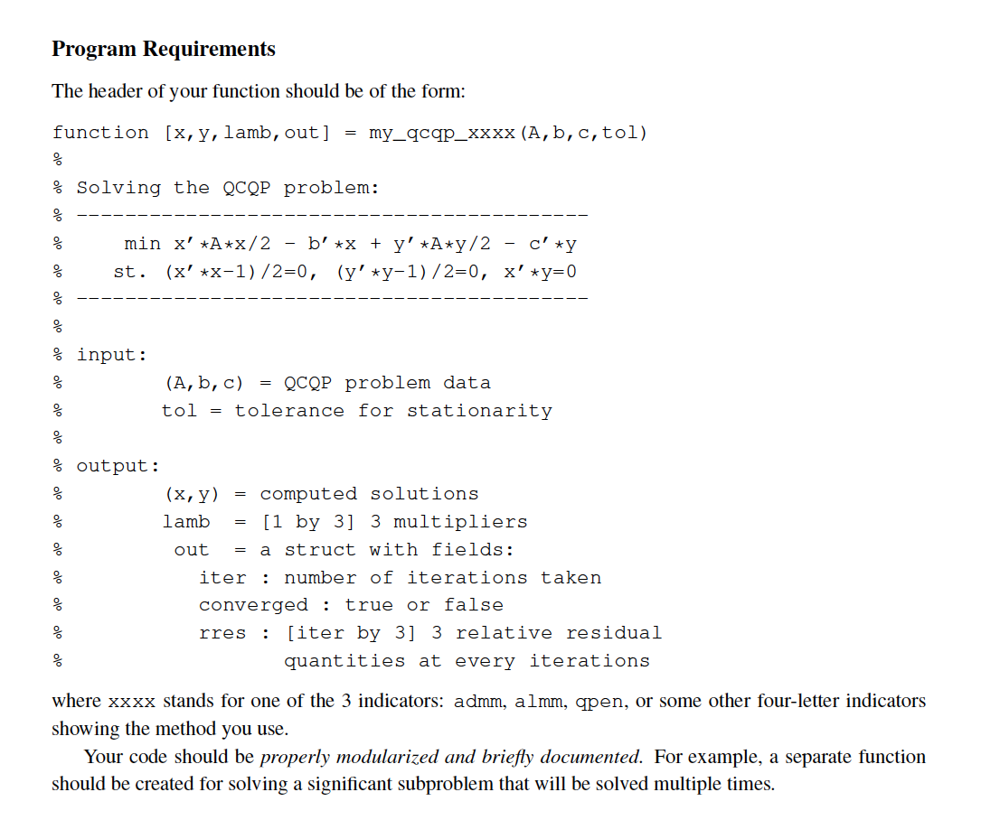 Program Requirements
The header of your function should be of the form:
function [x,y,lamb,out] = my_qcqp_xxxx(A,b,c,tol)
%
% Solving the QCQP problem:
% -------------------------------------------
%     min x'*A*x/2 - b'*x + y'*A*y/2 - c'*y
%    st. (x'*x-1)/2=0, (y'*y-1)/2=0, x'*y=0
% -------------------------------------------
%
% input:
%         (A,b,c) = QCQP problem data
%         tol = tolerance for stationarity
%
% output:
%         (x,y) = computed solutions
%         lamb  = [1 by 3] 3 multipliers
%          out  = a struct with fields:
%            iter : number of iterations taken
%            converged : true or false
%            rres : [iter by 3] 3 relative residual
%                   quantities at every iterations
where xxxx stands for one of the 3 indicators: admm, almm, qpen, or some other four-letter indicators
showing the method you use.
Your code should be properly modularized and briefly documented. For example, a separate function
should be created for solving a significant subproblem that will be solved multiple times.